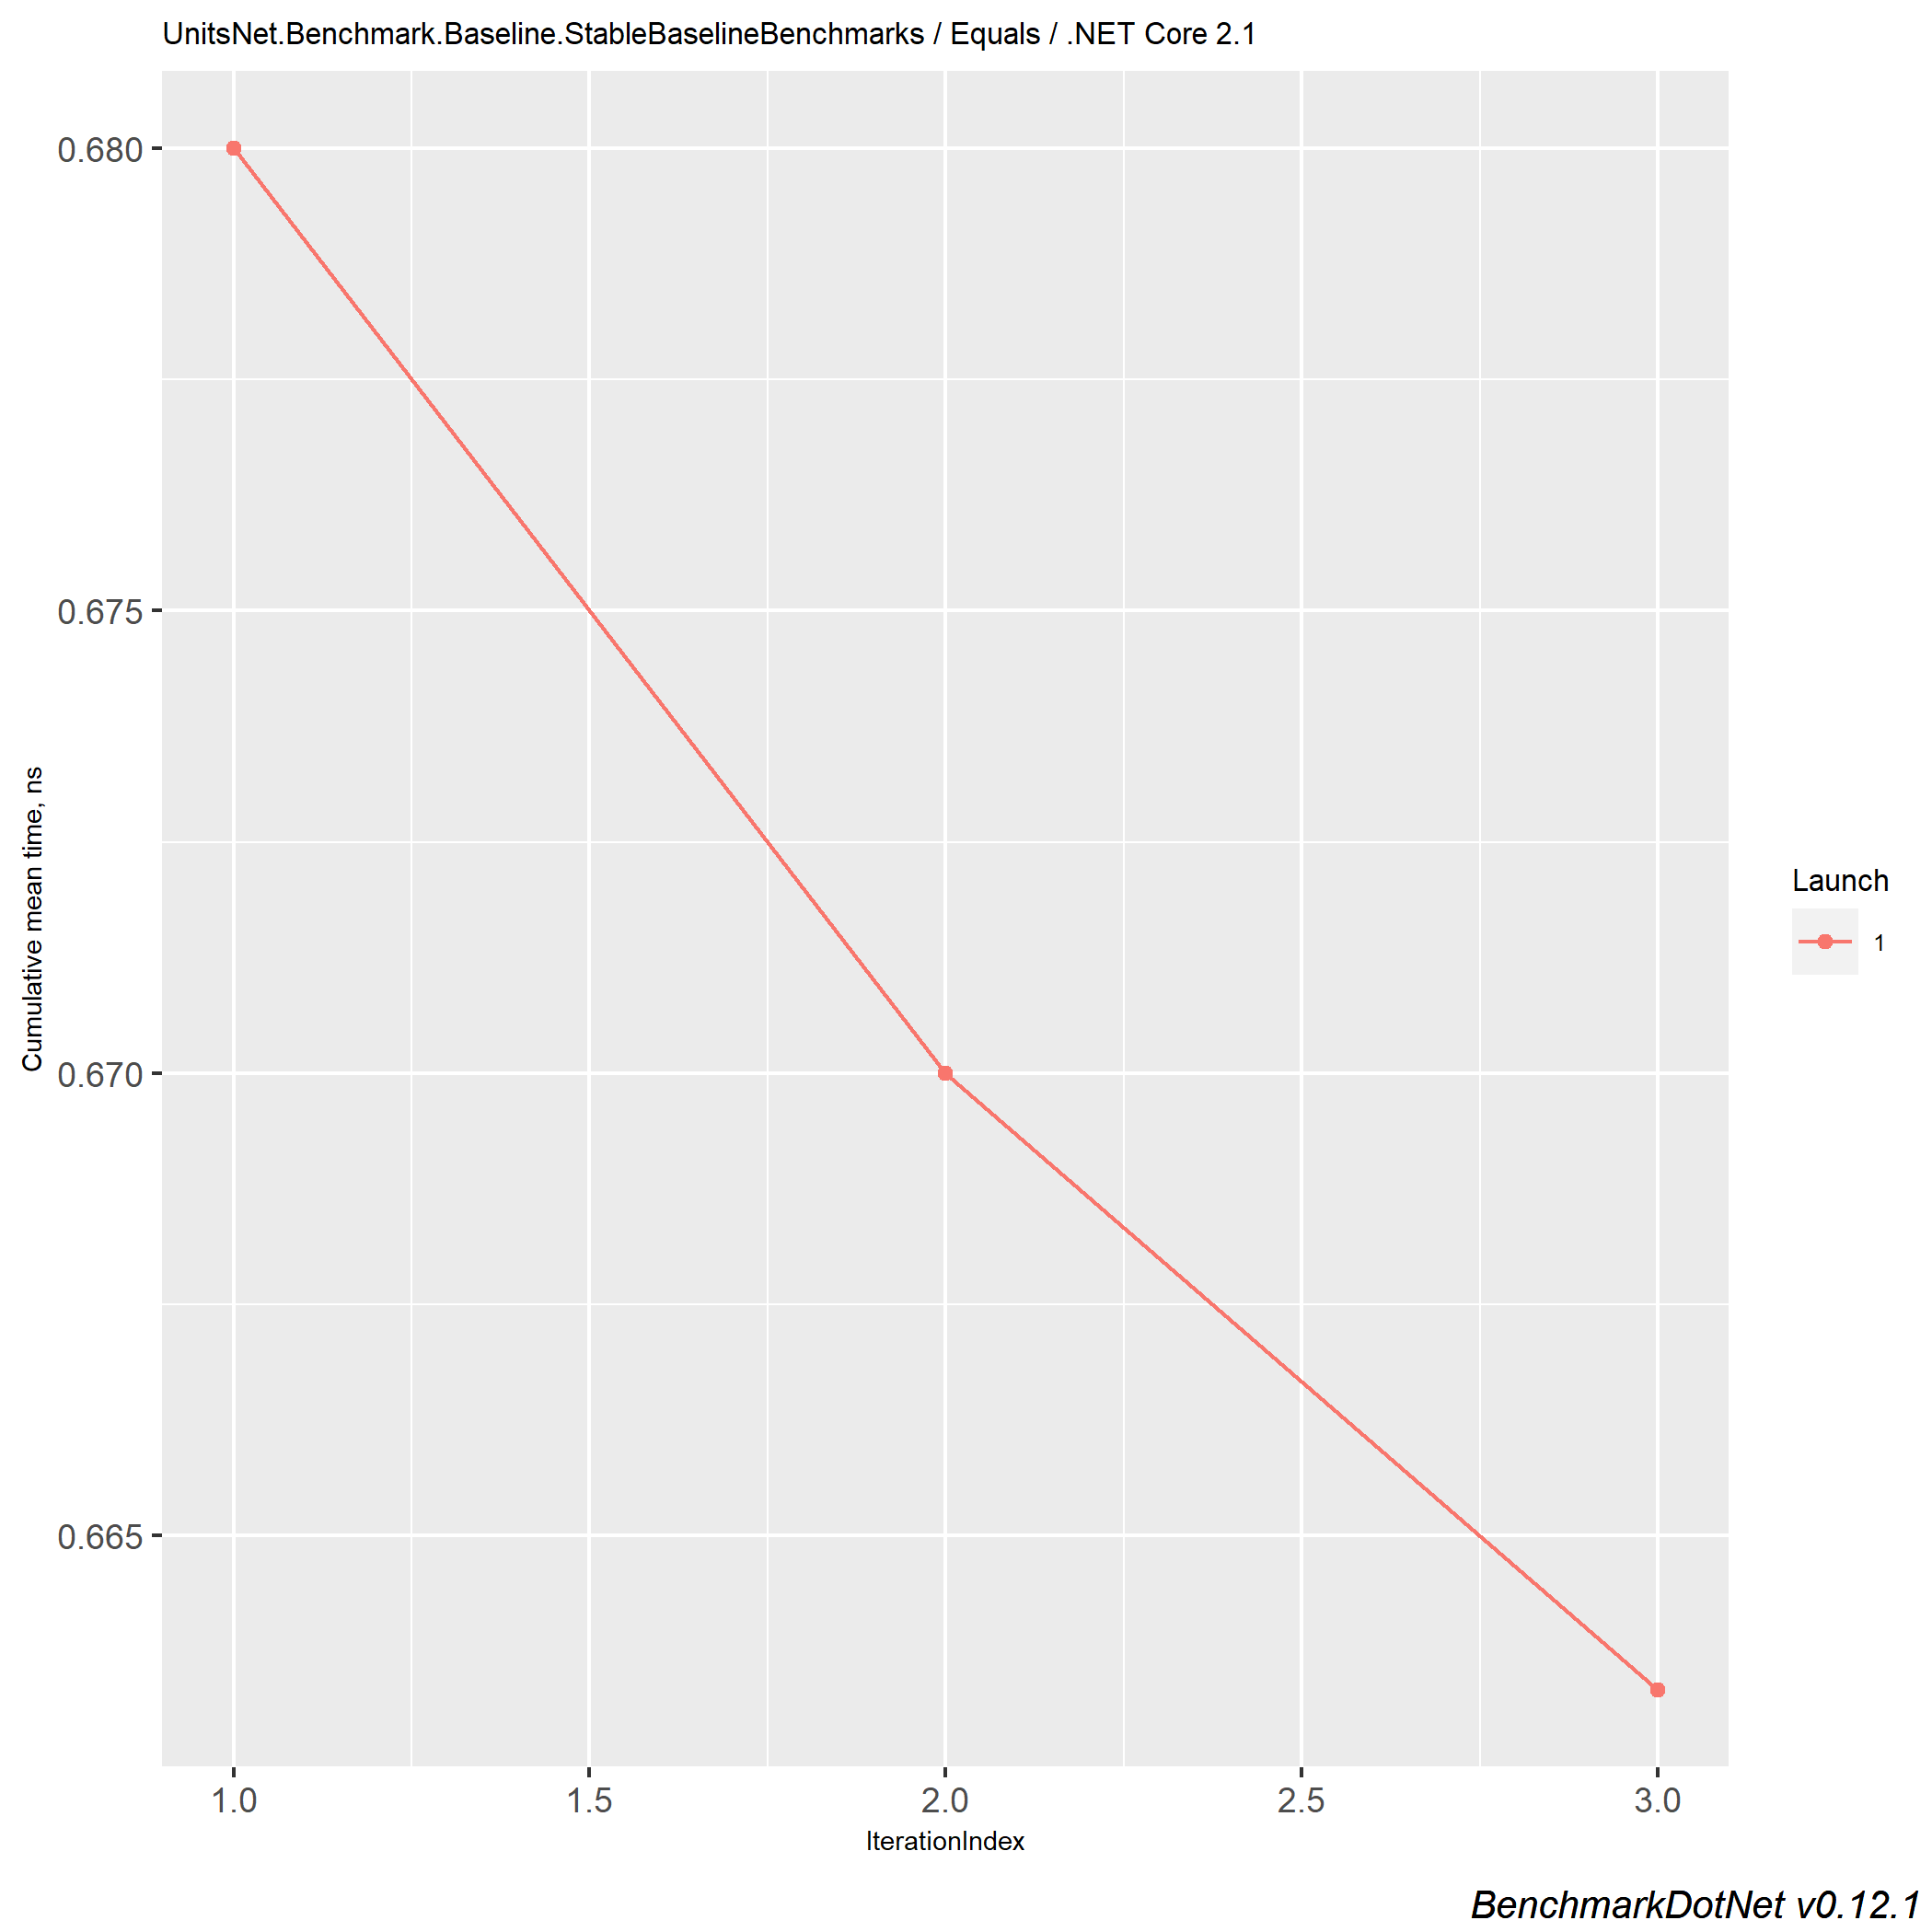 UnitsNet.Benchmark.Baseline.StableBaselineBenchmarks / Equals / .NET Core 2.1
0.680
0.675
0.670
0.665
Cumulative mean time, ns
1.0 1.5 2.0 2.5 3.0
IterationIndex
Launch
1
BenchmarkDotNet v0.12.1